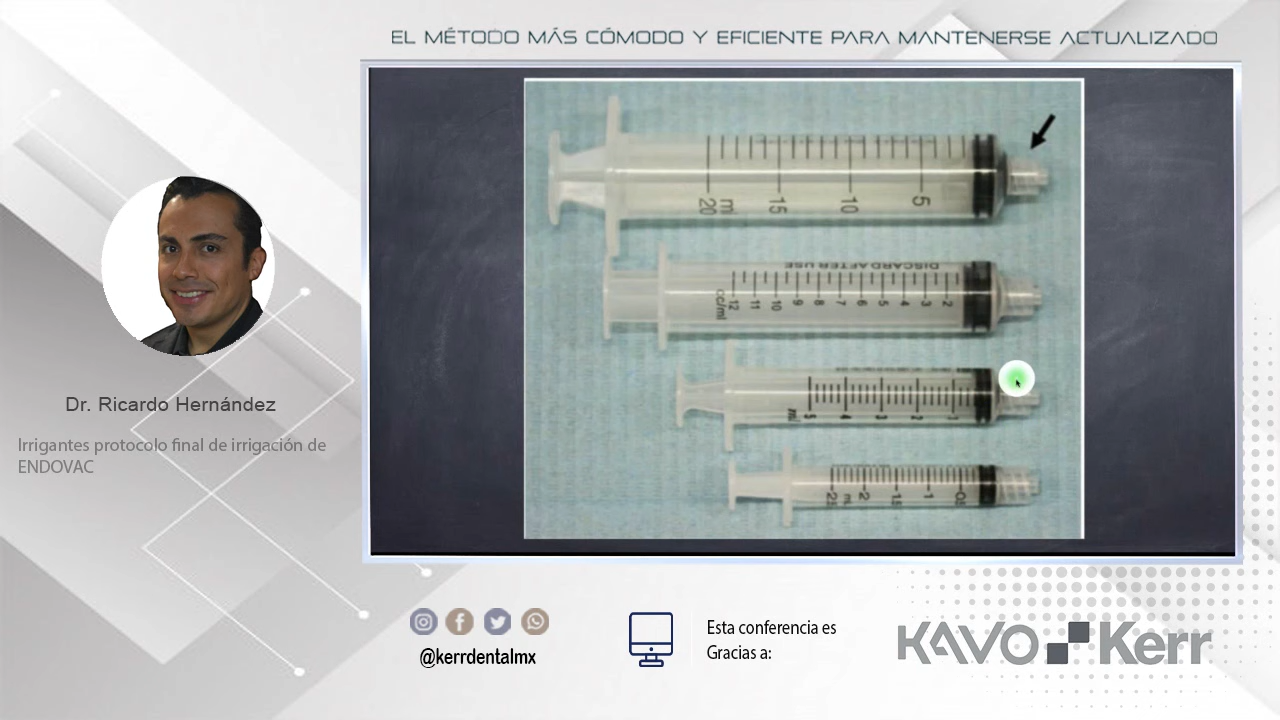 EL MÉTODO MÁS CÓMODO Y EFICIENTE PARA MANTENERSE ACTUALIZADO
20 ml 15 10 5
DISCARD AFTER USE
cc/ml 12 11 10 9 8 7 6 5 4 3 2
ml 5 4 3 2 1
2.5 ml 2 1.5 1 0.5
Dr. Ricardo Hernández
Irrigantes protocolo final de irrigación de
ENDOVAC
@kerrdentalmx
Esta conferencia es
Gracias a:
KAVO Kerr